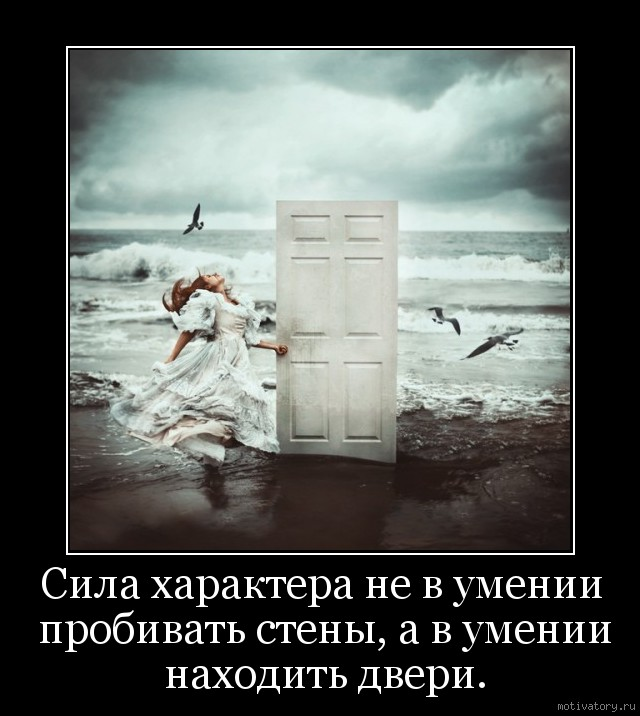 Сила характера не в умении
пробивать стены, а в умении
находить двери.
motivatory.ru